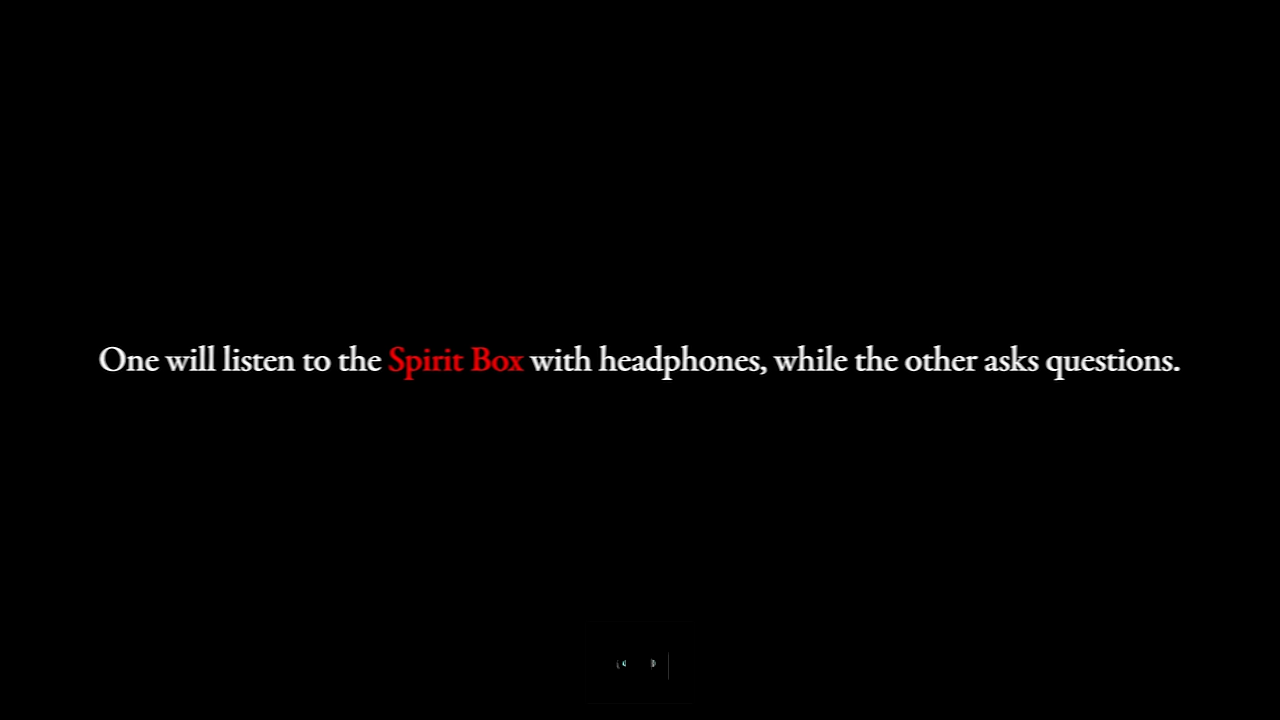 One will listen to the Spirit Box with headphones, while the other asks questions.